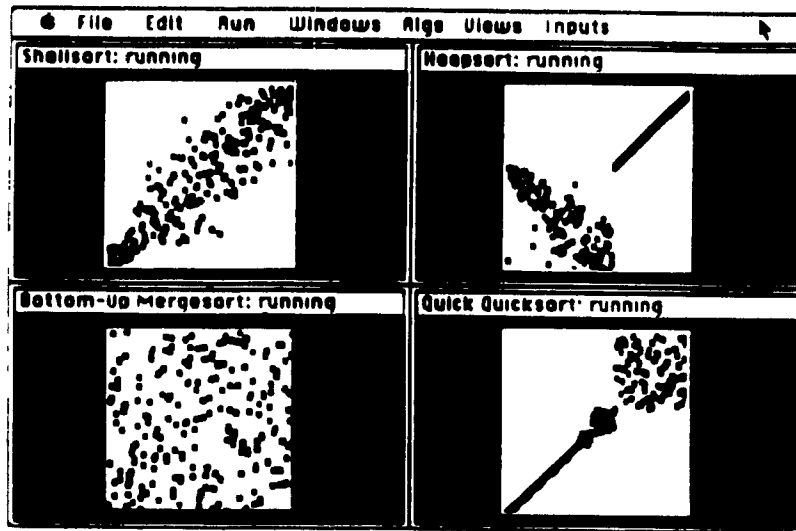 File Edit Run Windows Algs Views Inputs
Shellsort: running
Heapsort: running
Bottom-Up Mergesort: running
Quick Quicksort: running